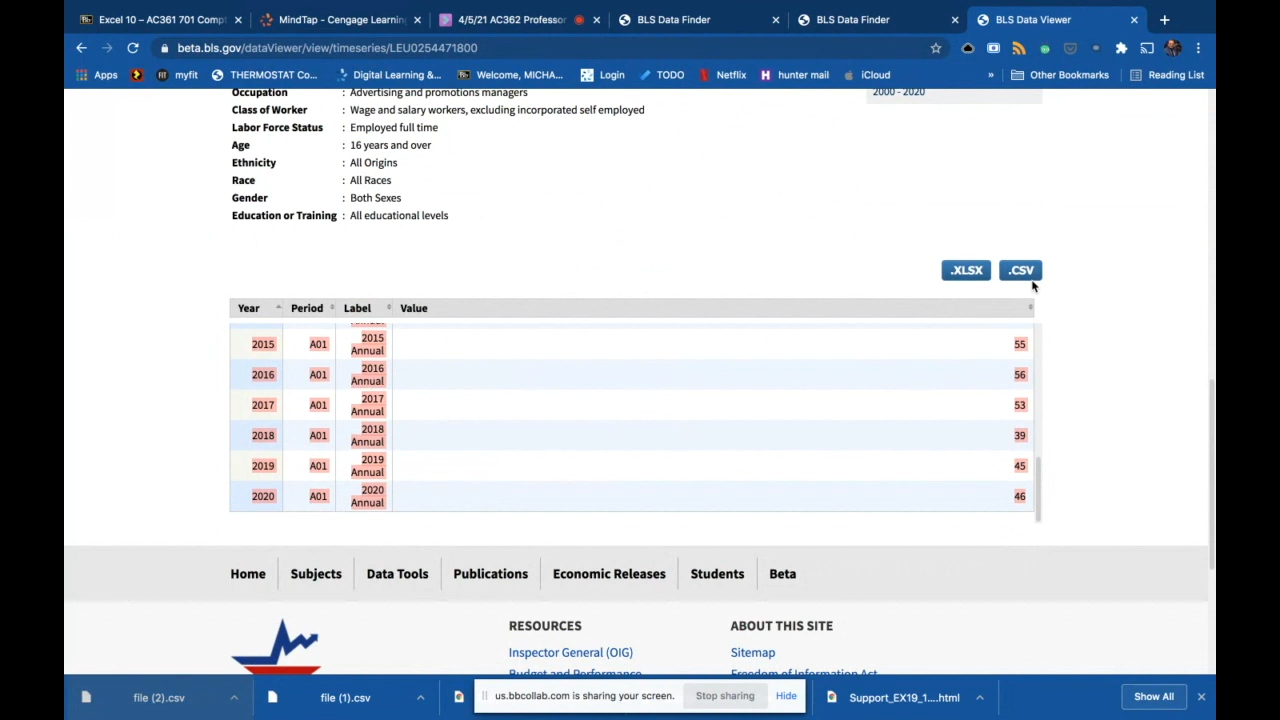 Excel 10 – AC361 701 Compt
MindTap - Cengage Learnin
4/5/21 AC362 Professor
BLS Data Finder
BLS Data Finder
BLS Data Viewer
beta.bls.gov/dataViewer/view/timeseries/LEU0254471800
Apps
myfit
THERMOSTAT Co...
Digital Learning &...
Welcome, MICHA...
Login
TODO
Netflix
hunter mail
iCloud
»
Other Bookmarks
Reading List
Occupation : Advertising and promotions managers
2000 - 2020
Class of Worker : Wage and salary workers, excluding incorporated self employed
Labor Force Status : Employed full time
Age : 16 years and over
Ethnicity : All Origins
Race : All Races
Gender : Both Sexes
Education or Training : All educational levels
.XLSX .CSV
Year Period Label Value
2015 A01 2015 Annual 55
2016 A01 2016 Annual 56
2017 A01 2017 Annual 53
2018 A01 2018 Annual 39
2019 A01 2019 Annual 45
2020 A01 2020 Annual 46
Home Subjects Data Tools Publications Economic Releases Students Beta
RESOURCES ABOUT THIS SITE
Inspector General (OIG) Sitemap
Budget and Performance Freedom of Information Act
file (2).csv
file (1).csv
us.bbcollab.com is sharing your screen. Stop sharing Hide
Support_EX19_1....html
Show All